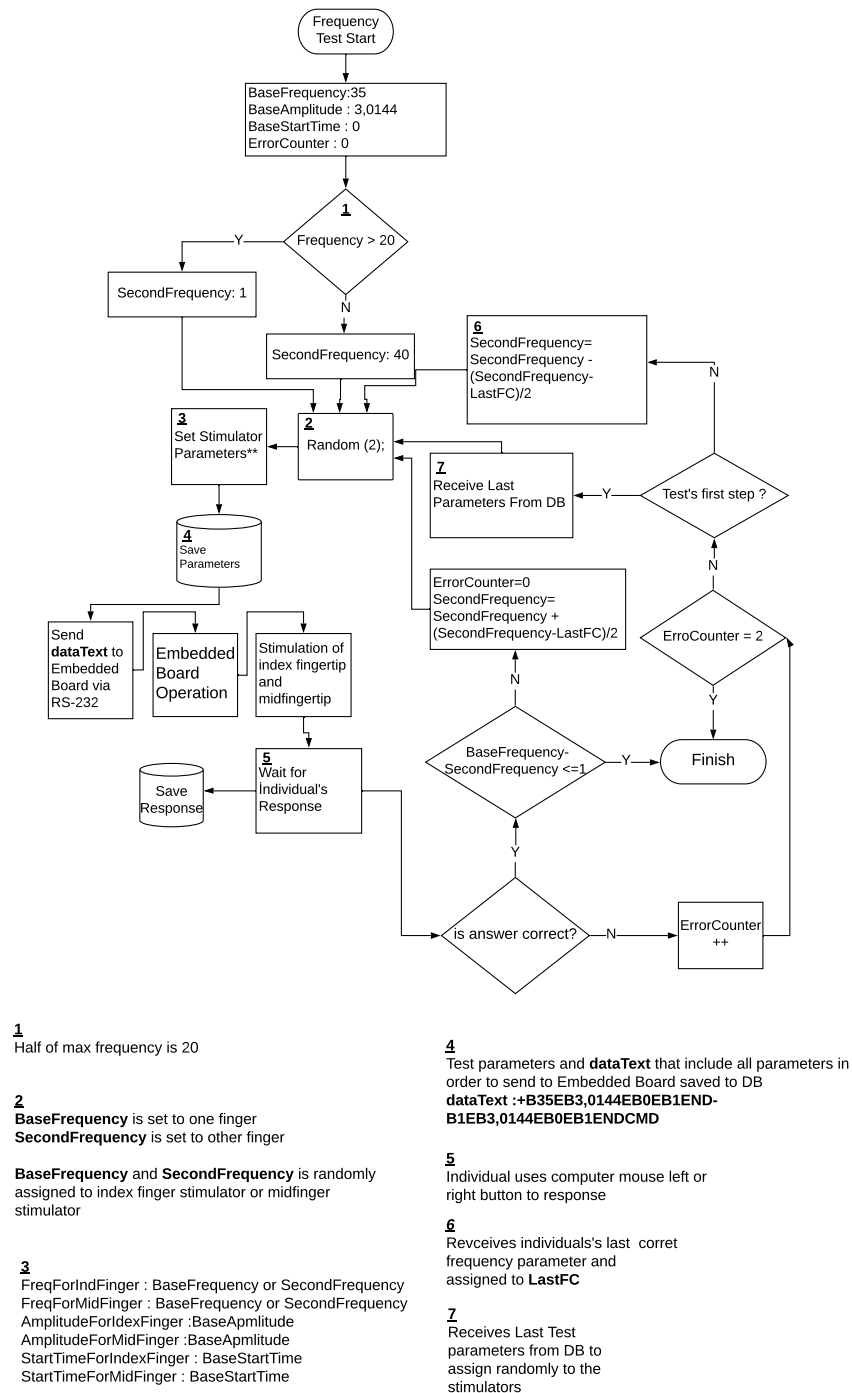 Frequency
Test Start
BaseFrequency:35
BaseAmplitude : 3,0144
BaseStartTime : 0
ErrorCounter : 0
1
Frequency > 20
Y
N
SecondFrequency: 1
SecondFrequency: 40
6
SecondFrequency=
SecondFrequency -
(SecondFrequency-
LastFC)/2
N
3
Set Stimulator
Parameters**
2
Random (2);
7
Receive Last
Parameters From DB
Y
Test's first step ?
4
Save
Parameters
N
ErrorCounter=0
SecondFrequency=
SecondFrequency +
(SecondFrequency-LastFC)/2
ErroCounter = 2
Send
dataText to
Embedded
Board via
RS-232
Embedded
Board
Operation
Stimulation of
index fingertip
and
midfingertip
N
Y
5
Wait for
İndividual's
Response
Save
Response
BaseFrequency-
SecondFrequency <=1
Y
Finish
Y
is answer correct?
N
ErrorCounter
++
1
Half of max frequency is 20
2
BaseFrequency is set to one finger
SecondFrequency is set to other finger
BaseFrequency and SecondFrequency is randomly
assigned to index finger stimulator or midfinger
stimulator
3
FreqForIndFinger : BaseFrequency or SecondFrequency
FreqForMidFinger : BaseFrequency or SecondFrequency
AmplitudeForIdexFinger :BaseApmlitude
AmplitudeForMidFinger :BaseApmlitude
StartTimeForIndexFinger : BaseStartTime
StartTimeForMidFinger : BaseStartTime
4
Test parameters and dataText that include all parameters in
order to send to Embedded Board saved to DB
dataText :+B35EB3,0144EB0EB1END-
B1EB3,0144EB0EB1ENDCMD
5
Individual uses computer mouse left or
right button to response
6
Revceives individuals's last  corret
frequency parameter and
assigned to LastFC
7
Receives Last Test
parameters from DB to
assign randomly to the
stimulators